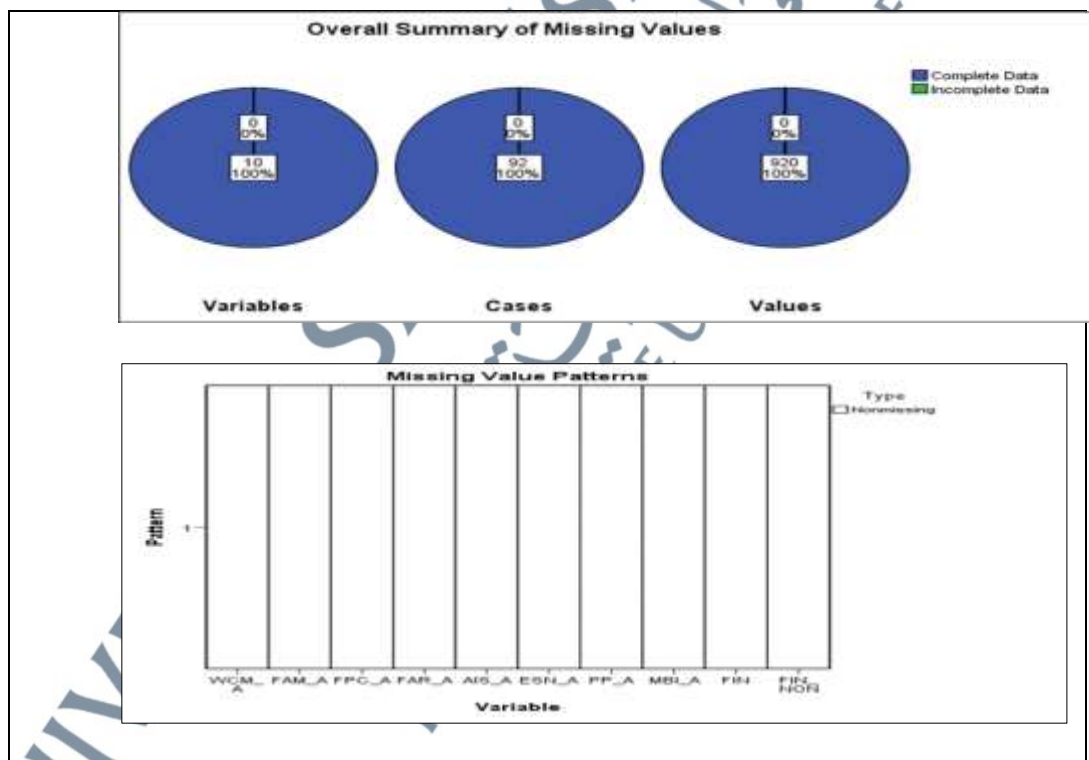 Overall Summary of Missing Values
Complete Data
Incomplete Data
0
0%
10
100%
0
0%
92
100%
0
0%
920
100%
Variables
Cases
Values
Missing Value Patterns
Type
Nonmissing
Pattern
1
WCM_A FAM_A FPC_A FAR_A AIS_A ESN_A PP_A MBI_A FIN FIN_NON
Variable